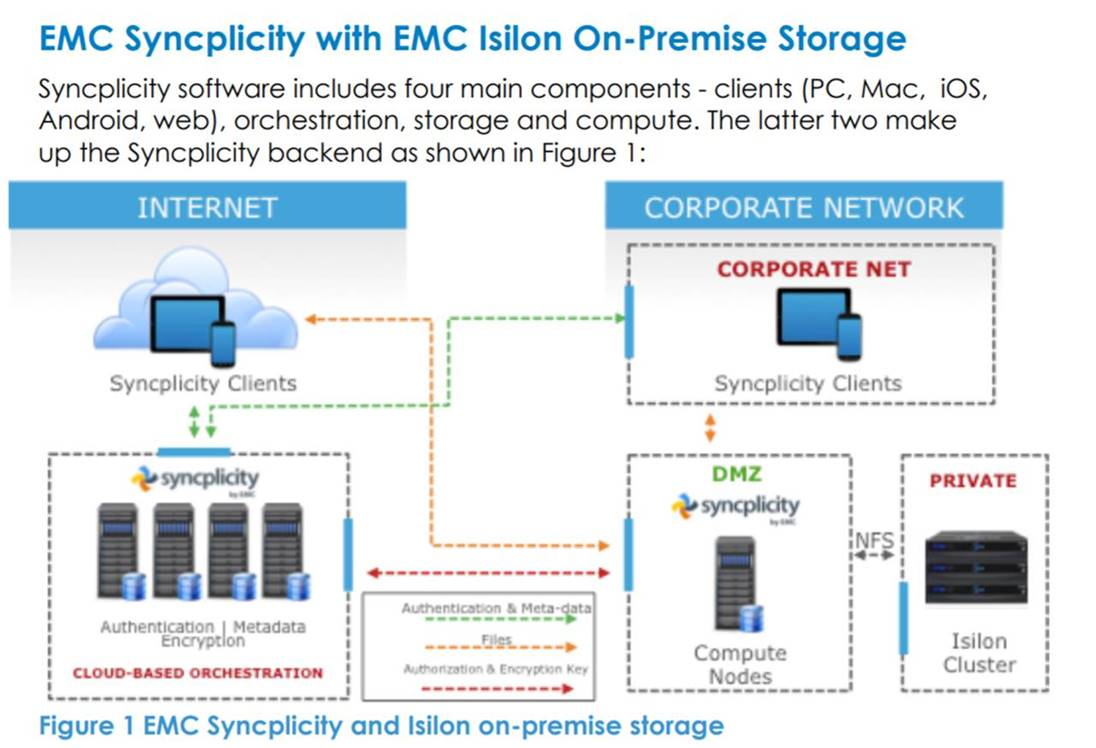 EMC Syncplicity with EMC Isilon On-Premise Storage
Syncplicity software includes four main components - clients (PC, Mac, iOS,
Android, web), orchestration, storage and compute. The latter two make
up the Syncplicity backend as shown in Figure 1:
INTERNET
CORPORATE NETWORK
CORPORATE NET
Syncplicity Clients
Syncplicity Clients
syncplicity
by EMC
Authentication | Metadata
Encryption
CLOUD-BASED ORCHESTRATION
Authentication & Meta-data
Files
Authorization & Encryption Key
DMZ
syncplicity
by EMC
Compute
Nodes
NFS
PRIVATE
Isilon
Cluster
Figure 1 EMC Syncplicity and Isilon on-premise storage